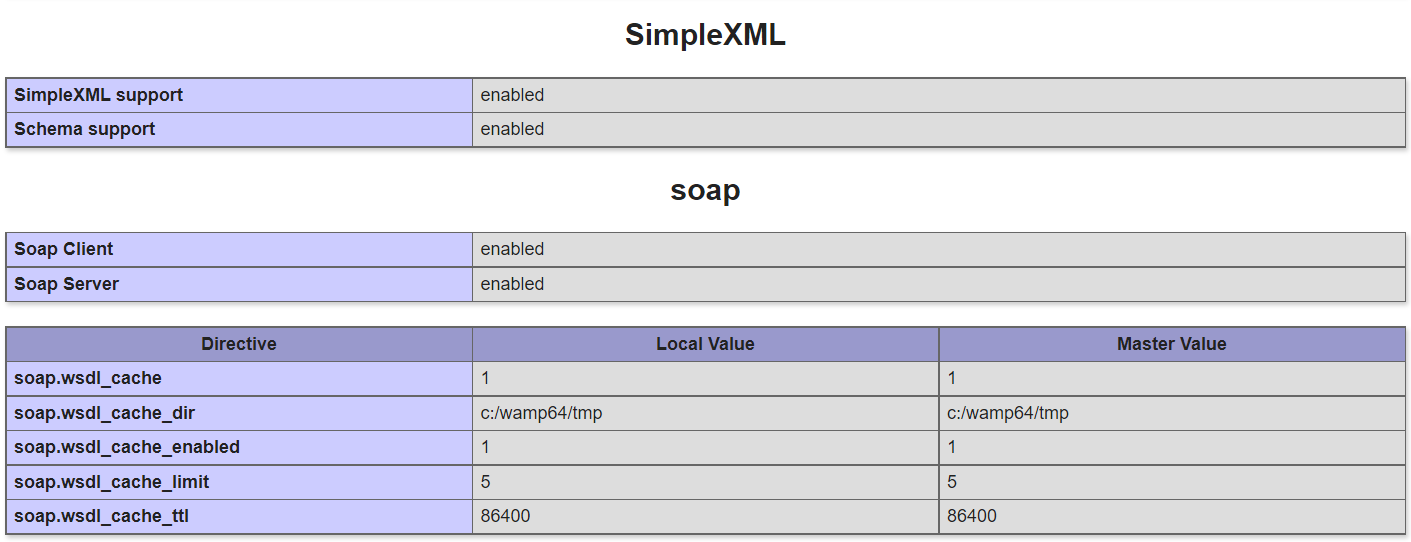 SimpleXML
SimpleXML support enabled
Schema support enabled
soap
Soap Client enabled
Soap Server enabled
Directive Local Value Master Value
soap.wsdl_cache 1 1
soap.wsdl_cache_dir c:/wamp64/tmp c:/wamp64/tmp
soap.wsdl_cache_enabled 1 1
soap.wsdl_cache_limit 5 5
soap.wsdl_cache_ttl 86400 86400